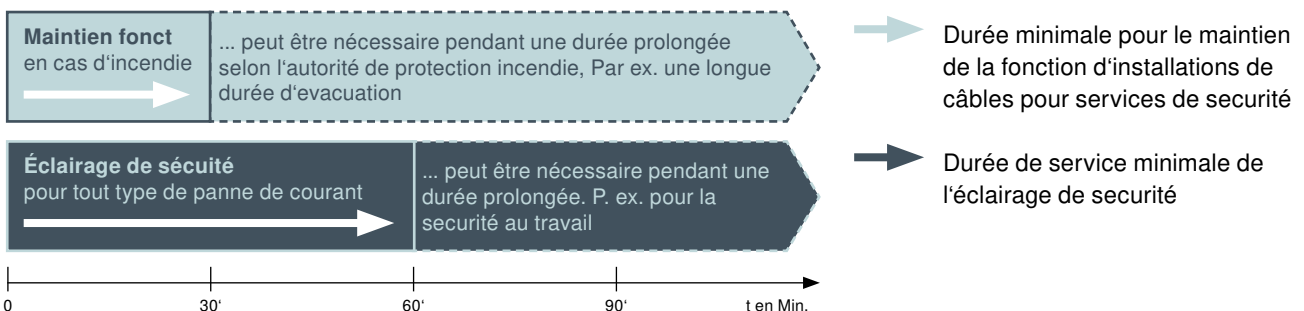 Maintien fonct
en cas d‘incendie
... peut être nécessaire pendant une durée prolongée
selon l‘autorité de protection incendie, Par ex. une longue
durée d‘evacuation
Éclairage de sécuité
pour tout type de panne de courant
... peut être nécessaire pendant une
durée prolongée. P. ex. pour la
securité au travail
0
30‘
60‘
90‘
t en Min.
Durée minimale pour le maintien
de la fonction d‘installations de
câbles pour services de securité
Durée de service minimale de
l‘éclairage de securité